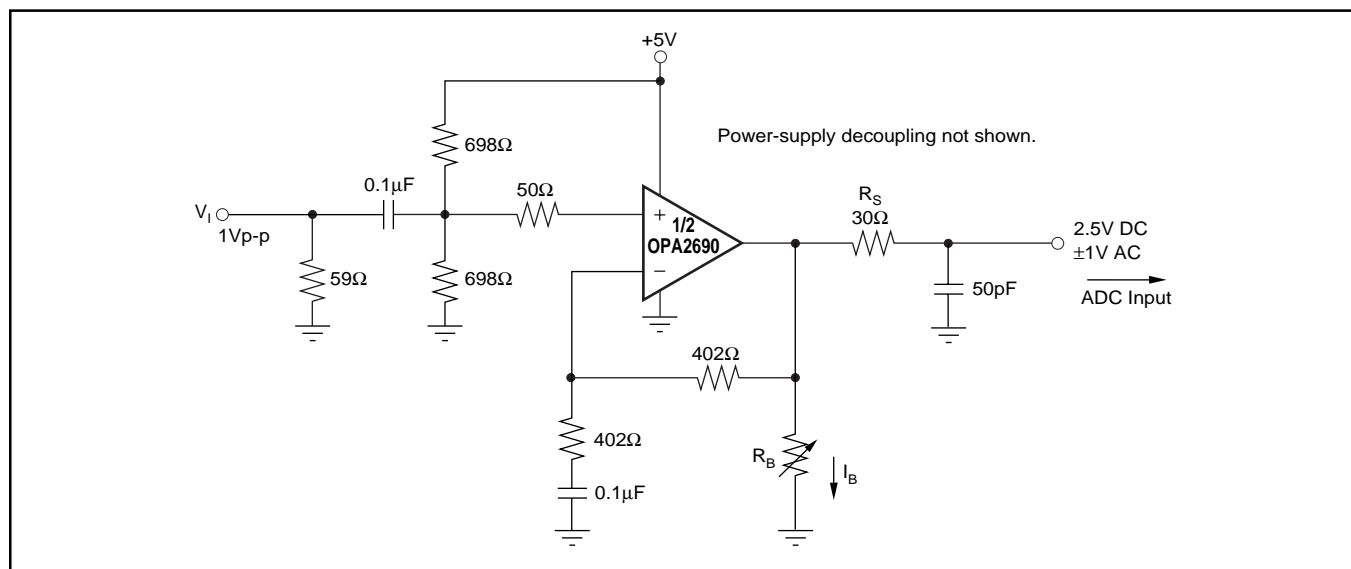 +5V
Power-supply decoupling not shown.
698Ω
0.1µF
50Ω
R_S
30Ω
V_I
1Vp-p
+
1/2
OPA2690
−
2.5V DC
±1V AC
ADC Input
59Ω
698Ω
50pF
402Ω
402Ω
R_B
I_B
0.1µF